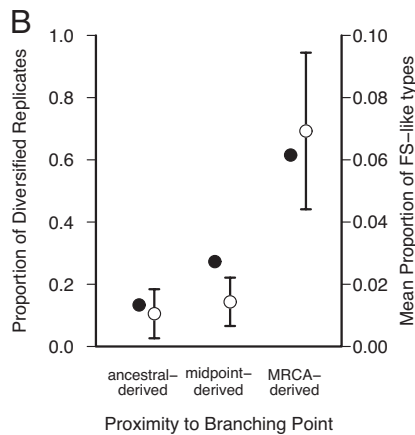 B
Proportion of Diversified Replicates
1.0
0.8
0.6
0.4
0.2
0.0
0.10
0.08
0.06
0.04
0.02
0.00
Mean Proportion of FS-like types
ancestral-
derived
midpoint-
derived
MRCA-
derived
Proximity to Branching Point